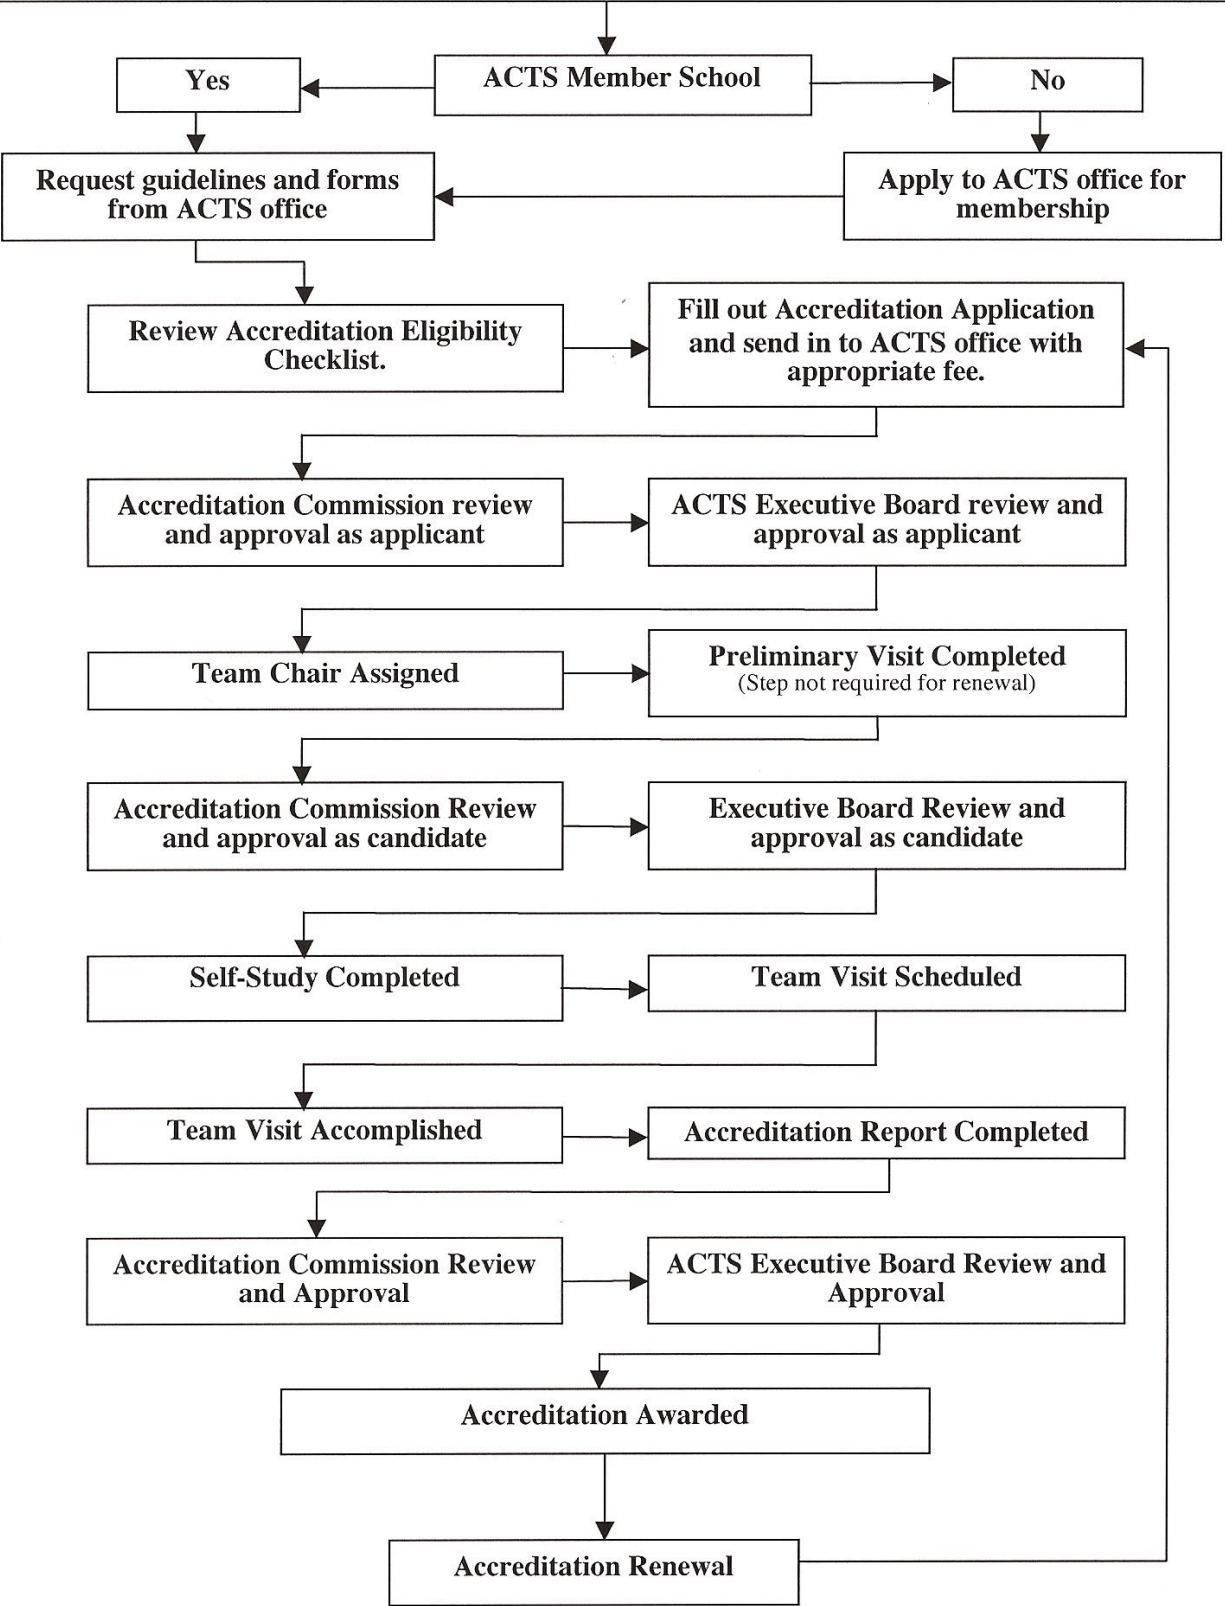 Yes
ACTS Member School
No
Request guidelines and forms
from ACTS office
Apply to ACTS office for
membership
Review Accreditation Eligibility
Checklist.
Fill out Accreditation Application
and send in to ACTS office with
appropriate fee.
Accreditation Commission review
and approval as applicant
ACTS Executive Board review and
approval as applicant
Team Chair Assigned
Preliminary Visit Completed
(Step not required for renewal)
Accreditation Commission Review
and approval as candidate
Executive Board Review and
approval as candidate
Self-Study Completed
Team Visit Scheduled
Team Visit Accomplished
Accreditation Report Completed
Accreditation Commission Review
and Approval
ACTS Executive Board Review and
Approval
Accreditation Awarded
Accreditation Renewal